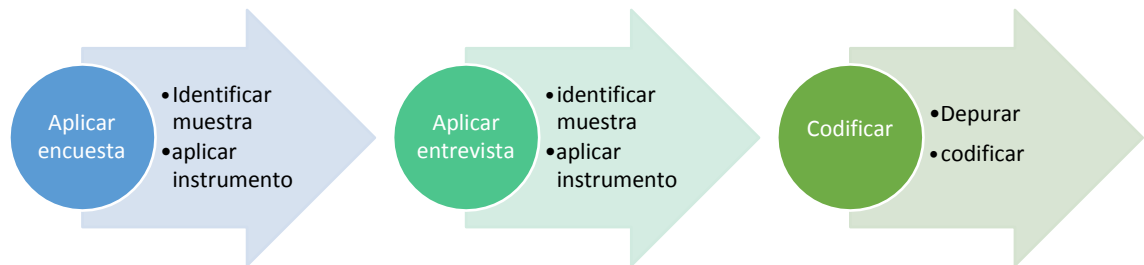 Aplicar
encuesta
•Identificar
muestra
•aplicar
instrumento
Aplicar
entrevista
•identificar
muestra
•aplicar
instrumento
Codificar
•Depurar
•codificar